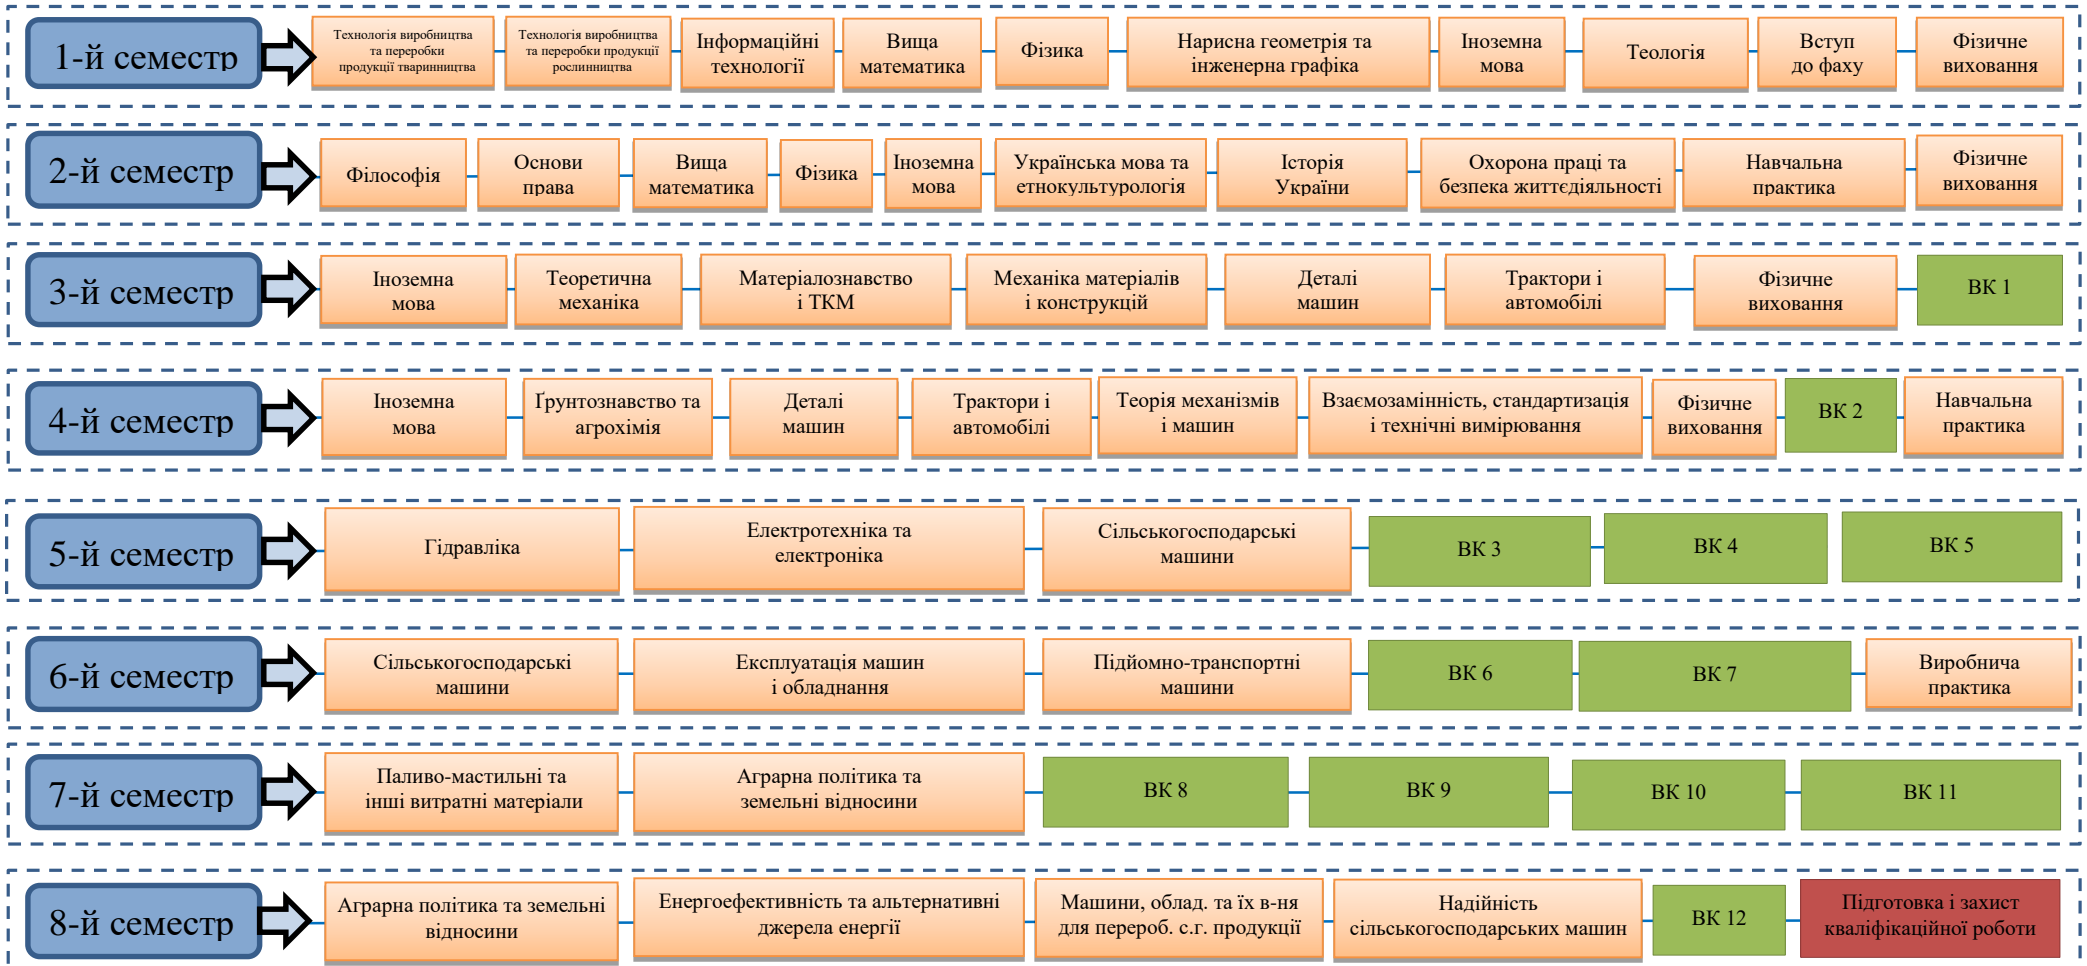 1-й семестр
Технологія виробництва
та переробки
продукції тваринництва
Технологія виробництва
та переробки продукції
рослинництва
Інформаційні
технології
Вища
математика
Фізика
Нарисна геометрія та
інженерна графіка
Іноземна
мова
Теологія
Вступ
до фаху
Фізичне
виховання
2-й семестр
Філософія
Основи
права
Вища
математика
Фізика
Іноземна
мова
Українська мова та
етнокультурологія
Історія
України
Охорона праці та
безпека життєдіяльності
Навчальна
практика
Фізичне
виховання
3-й семестр
Іноземна
мова
Теоретична
механіка
Матеріалознавство
і ТКМ
Механіка матеріалів
і конструкцій
Деталі
машин
Трактори і
автомобілі
Фізичне
виховання
ВК 1
4-й семестр
Іноземна
мова
Ґрунтознавство та
агрохімія
Деталі
машин
Трактори і
автомобілі
Теорія механізмів
і машин
Взаємозамінність, стандартизація
і технічні вимірювання
Фізичне
виховання
ВК 2
Навчальна
практика
5-й семестр
Гідравліка
Електротехніка та
електроніка
Сільськогосподарські
машини
ВК 3
ВК 4
ВК 5
6-й семестр
Сільськогосподарські
машини
Експлуатація машин
і обладнання
Підйомно-транспортні
машини
ВК 6
ВК 7
Виробнича
практика
7-й семестр
Паливо-мастильні та
інші витратні матеріали
Аграрна політика та
земельні відносини
ВК 8
ВК 9
ВК 10
ВК 11
8-й семестр
Аграрна політика та земельні
відносини
Енергоефективність та альтернативні
джерела енергії
Машини, облад. та їх в-ня
для перероб. с.г. продукції
Надійність
сільськогосподарських машин
ВК 12
Підготовка і захист
кваліфікаційної роботи